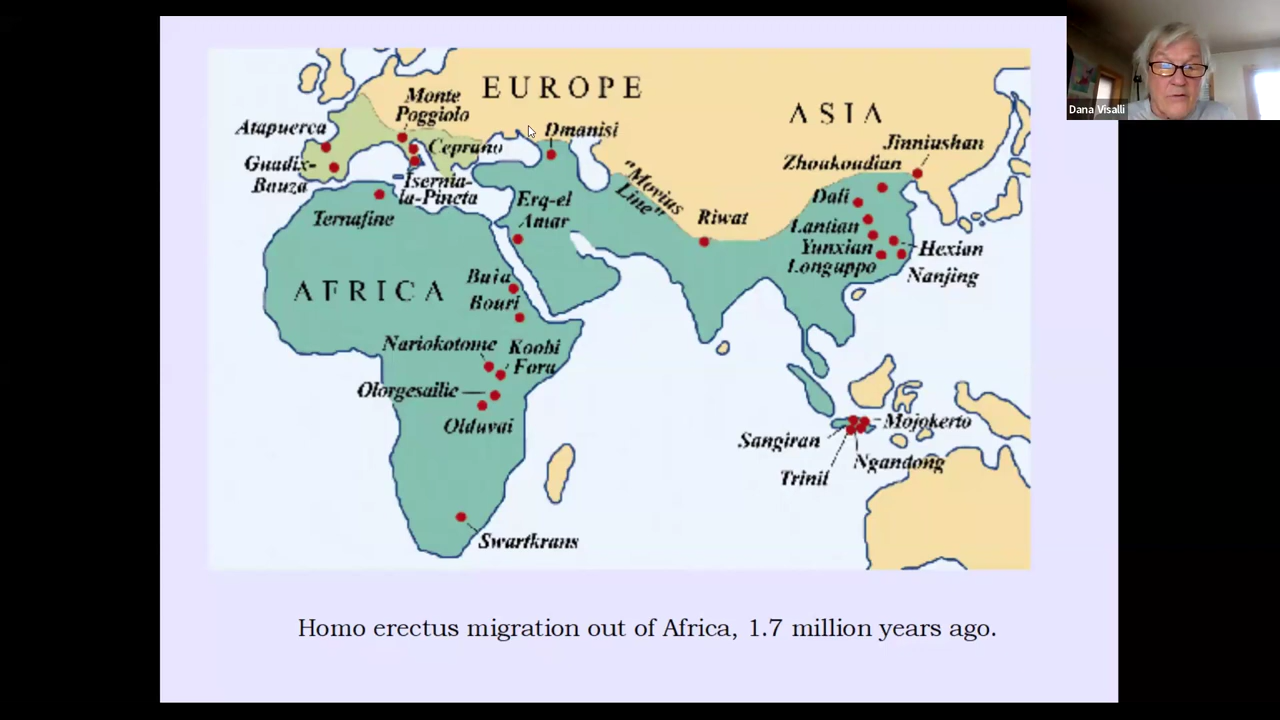 EUROPE
ASIA
AFRICA
Monte
Poggiolo
Atapuerca
Ceprano
Guadix-
Bauza
Isernia-
la-Pineta
Ternafine
Dmanisi
"Movius
Line"
Erq-el
Amar
Riwat
Jinniushan
Zhoukoudian
Dali
Lantian
Yunxian
Longuppo
Hexian
Nanjing
Buia
Bouri
Nariokotome
Koobi
Fora
Olorgesailie
Olduvai
Swartkrans
Sangiran
Trinil
Mojokerto
Ngandong
Homo erectus migration out of Africa, 1.7 million years ago.
Dana Visalli